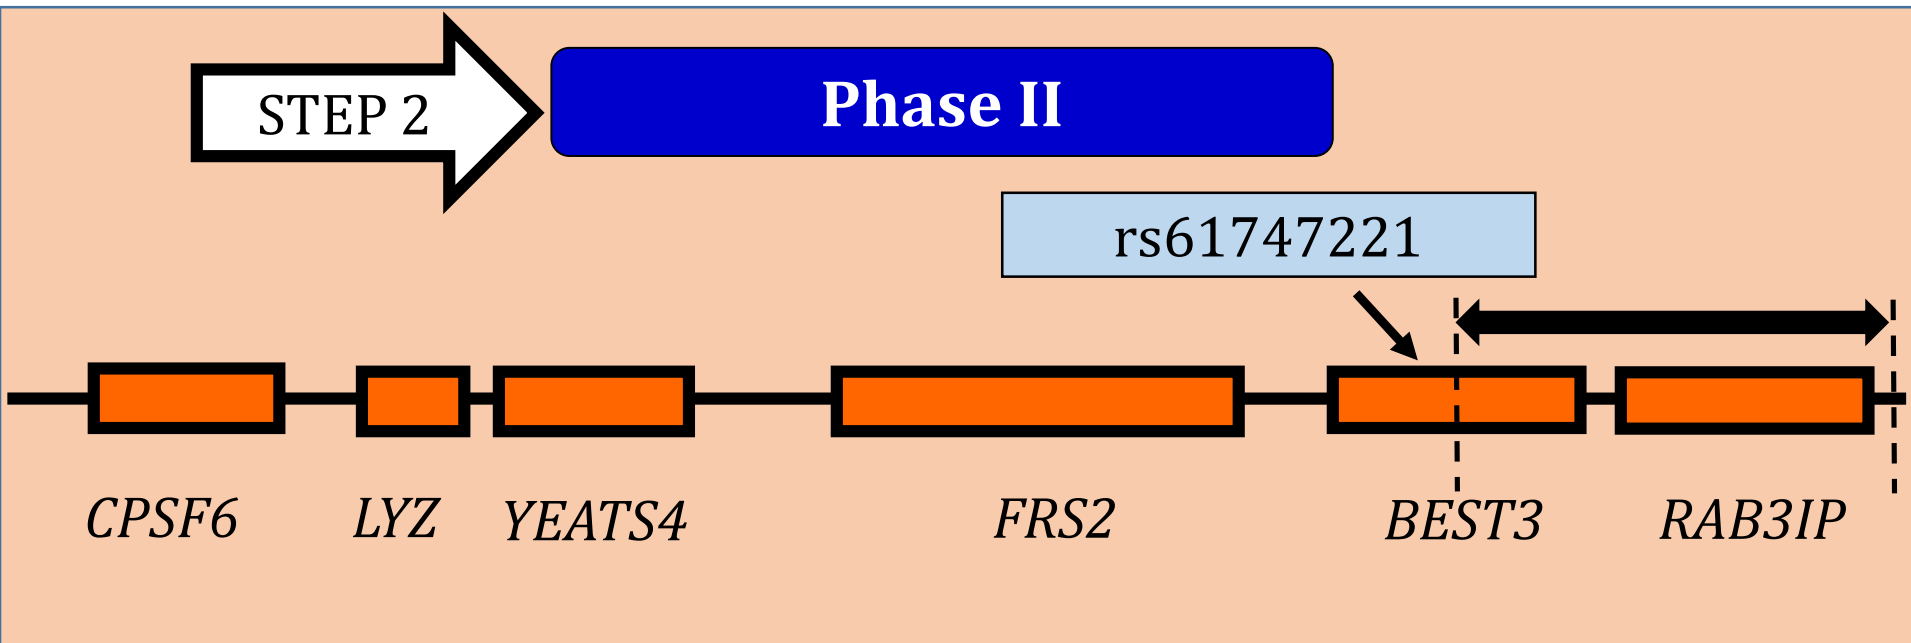 STEP 2
Phase II
rs61747221
CPSF6 LYZ YEATS4 FRS2 BEST3 RAB3IP